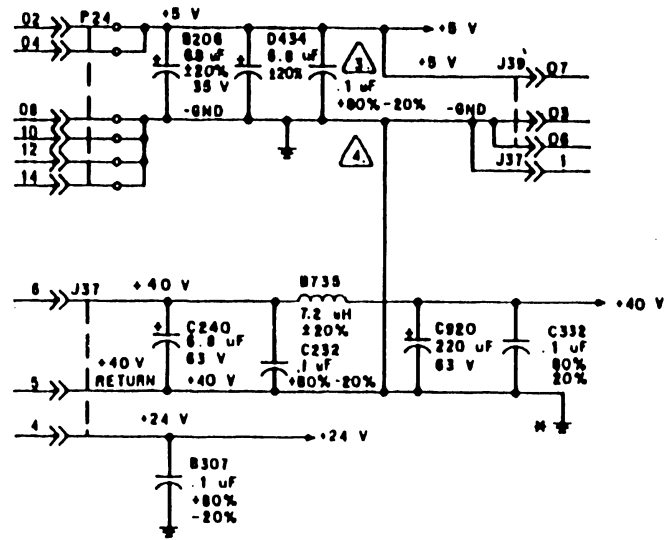 02 P24 +5 V +5 V
04
B206 D434
6.8 uF 6.8 uF
±20% ±20%
35 V
3.
.1 uF
+80%-20%
+5 V J39 07
08 -GND -GND 03
10
12 4. 06
14 J37 1
6 J37 +40 V B735 +40 V
7.2 uH
±20%
C240
6.8 uF
63 V
C232
.1 uF
+80%-20%
C920
220 uF
63 V
C332
.1 uF
80%
20%
+40 V
RETURN
5 +40 V
*
4 +24 V +24 V
B307
.1 uF
+80%
-20%